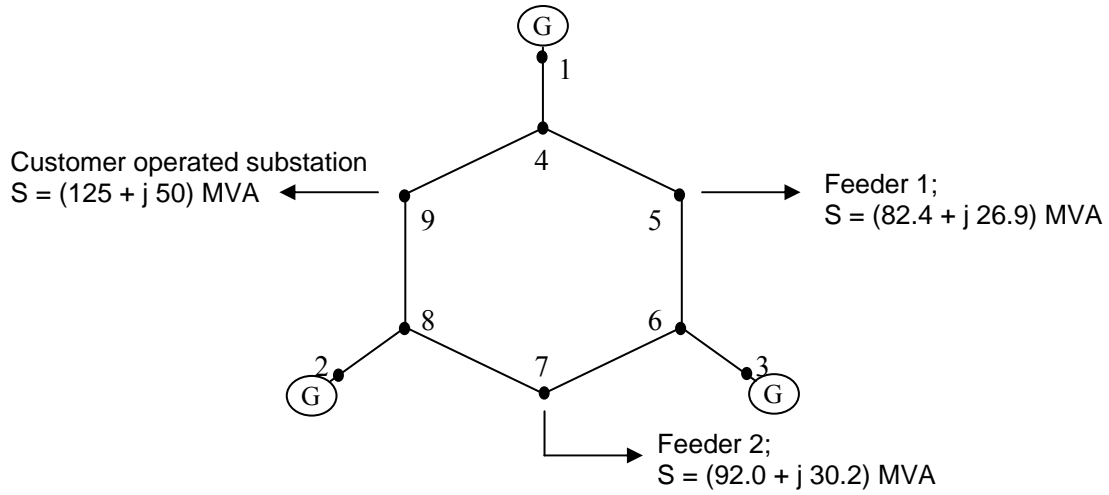 G
1
Customer operated substation
S = (125 + j 50) MVA
4
Feeder 1;
S = (82.4 + j 26.9) MVA
9
5
8
6
2
7
3
G
G
Feeder 2;
S = (92.0 + j 30.2) MVA